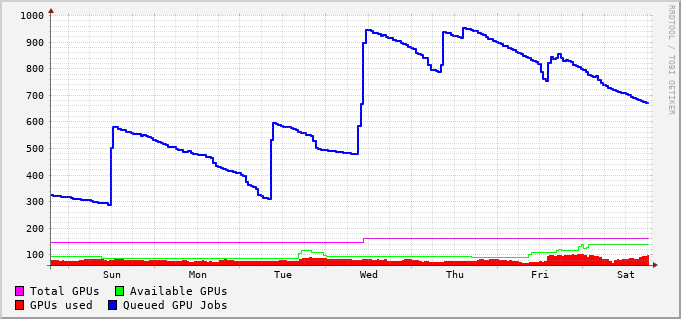 1000
900
800
700
600
500
400
300
200
100
Sun Mon Tue Wed Thu Fri Sat
Total GPUs Available GPUs
GPUs used Queued GPU Jobs
RRDTOOL / TOBI OETIKER